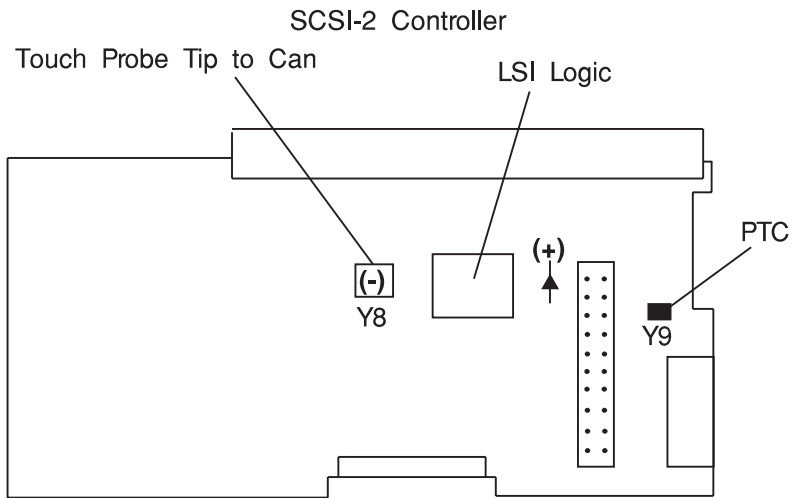 SCSI-2 Controller
Touch Probe Tip to Can
LSI Logic
(+)
PTC
(-)
Y8
Y9